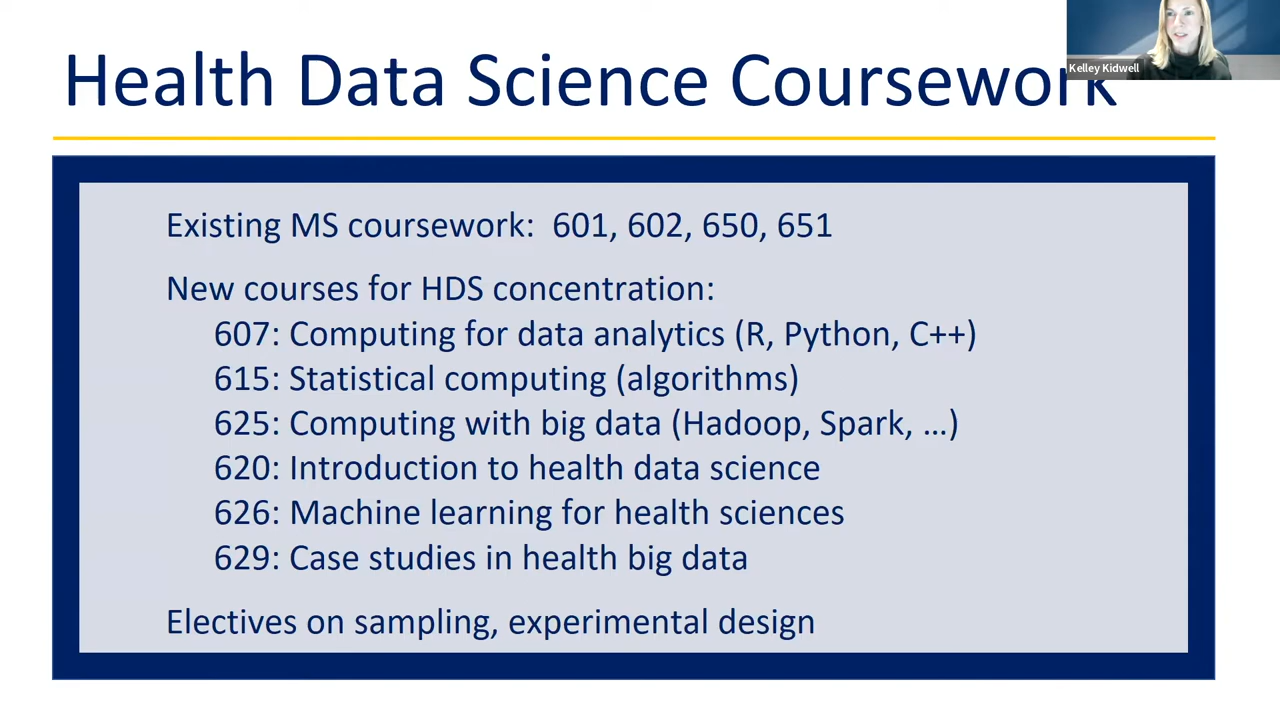 Health Data Science Coursework
Kelley Kidwell
Existing MS coursework: 601, 602, 650, 651
New courses for HDS concentration:
607: Computing for data analytics (R, Python, C++)
615: Statistical computing (algorithms)
625: Computing with big data (Hadoop, Spark, …)
620: Introduction to health data science
626: Machine learning for health sciences
629: Case studies in health big data
Electives on sampling, experimental design